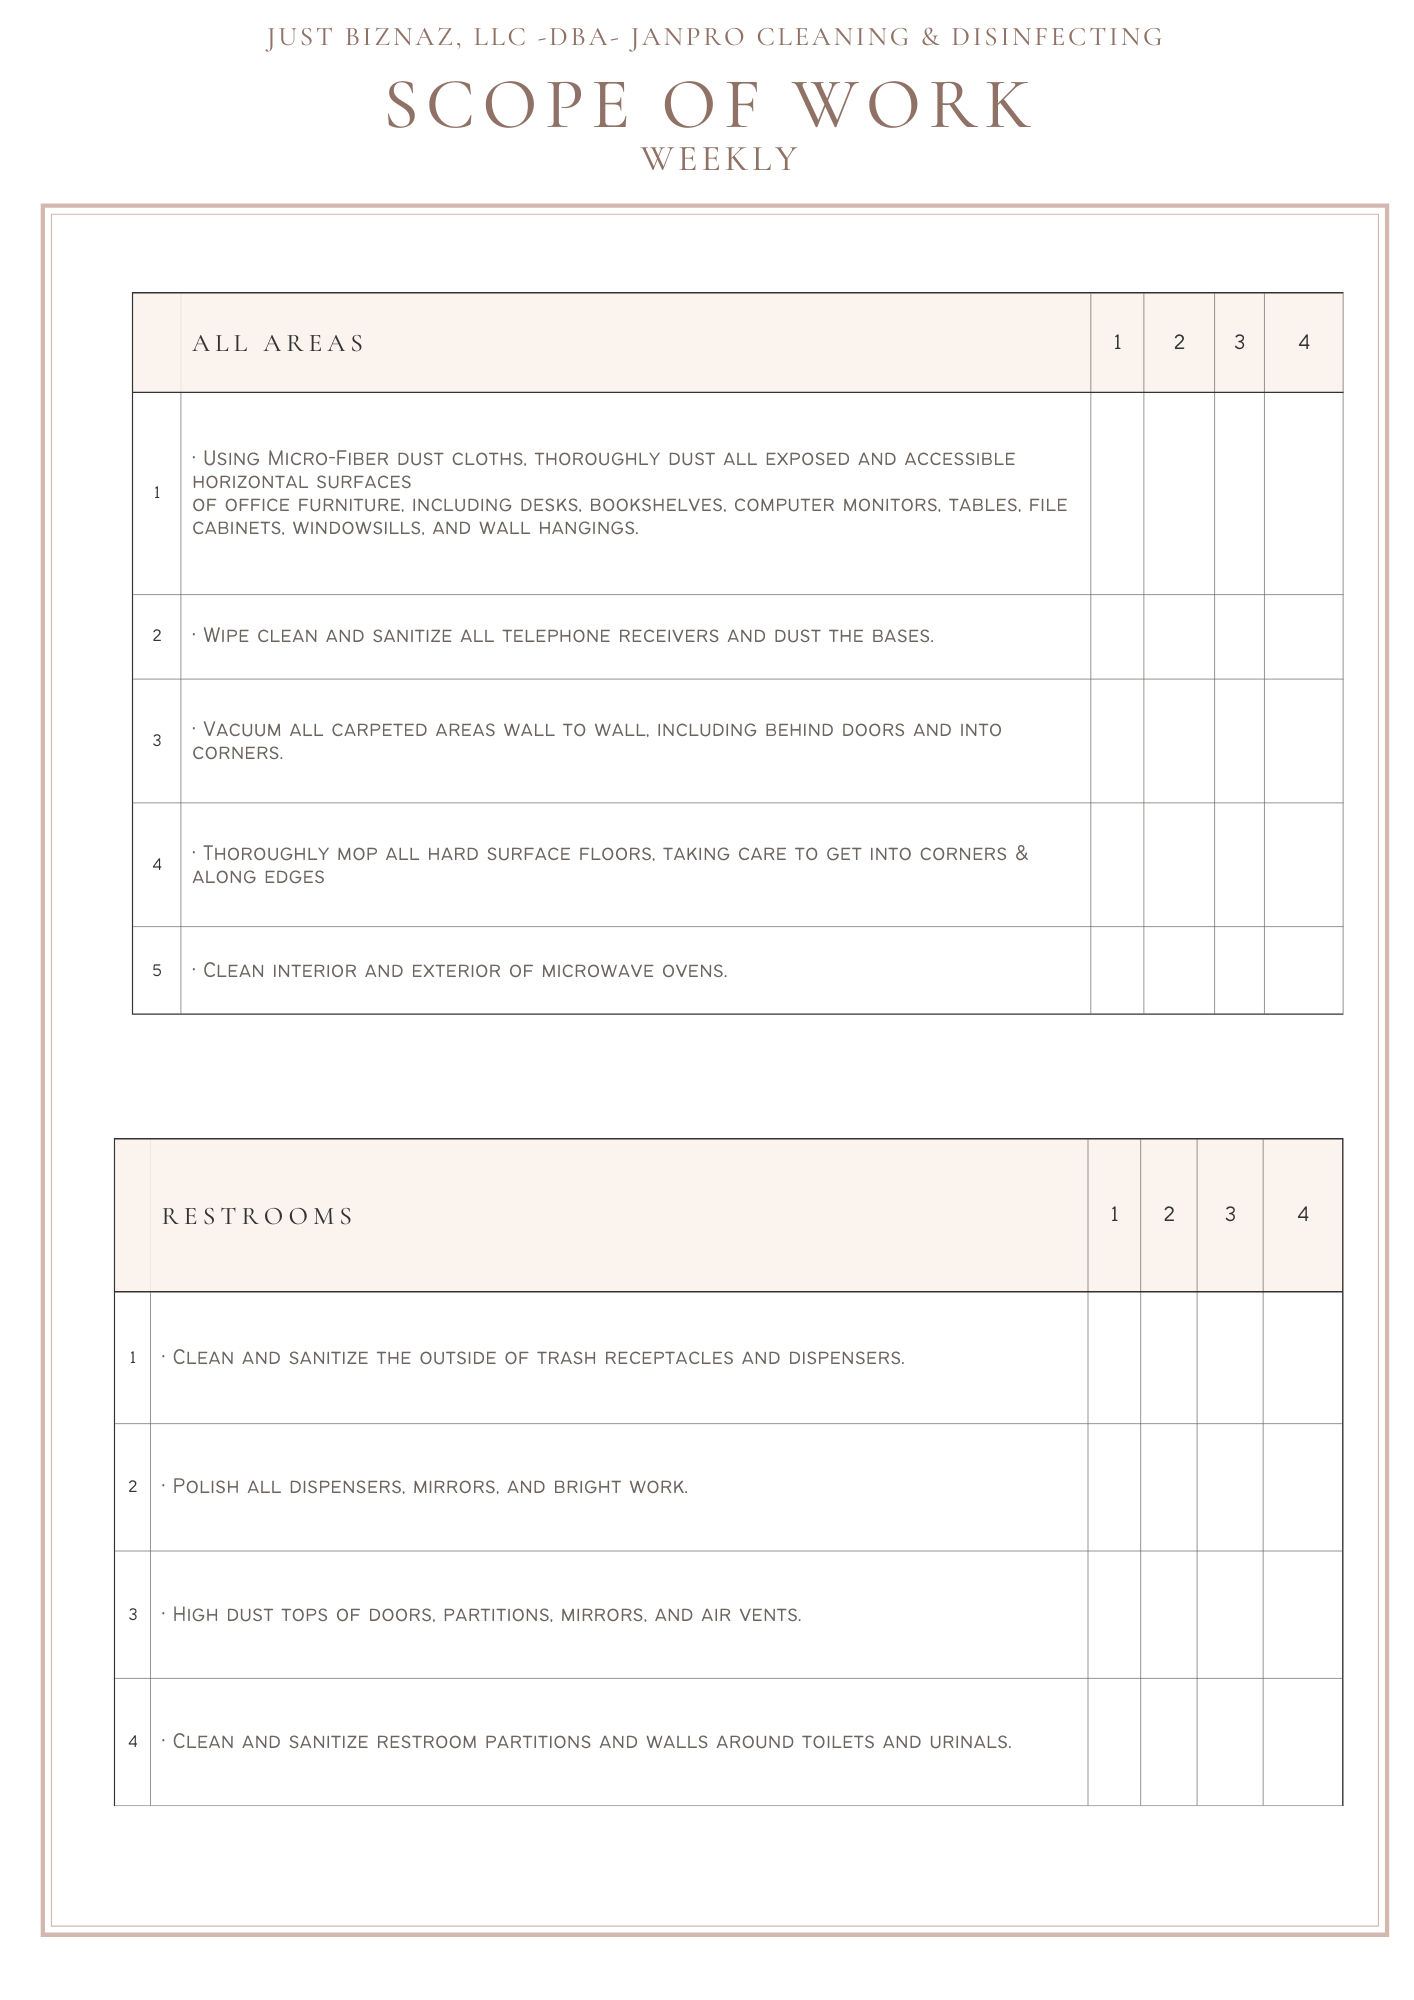 JUST BIZNAZ, LLC -DBA- JANPRO CLEANING & DISINFECTING
SCOPE OF WORK
WEEKLY
ALL AREAS 1 2 3 4
1 · Using Micro-Fiber dust cloths, thoroughly dust all exposed and accessible
horizontal surfaces
of office furniture, including desks, bookshelves, computer monitors, tables, file
cabinets, windowsills, and wall hangings.
2 · Wipe clean and sanitize all telephone receivers and dust the bases.
3 · Vacuum all carpeted areas wall to wall, including behind doors and into
corners.
4 · Thoroughly mop all hard surface floors, taking care to get into corners &
along edges
5 · Clean interior and exterior of microwave ovens.
RESTROOMS 1 2 3 4
1 · Clean and sanitize the outside of trash receptacles and dispensers.
2 · Polish all dispensers, mirrors, and bright work.
3 · High dust tops of doors, partitions, mirrors, and air vents.
4 · Clean and sanitize restroom partitions and walls around toilets and urinals.